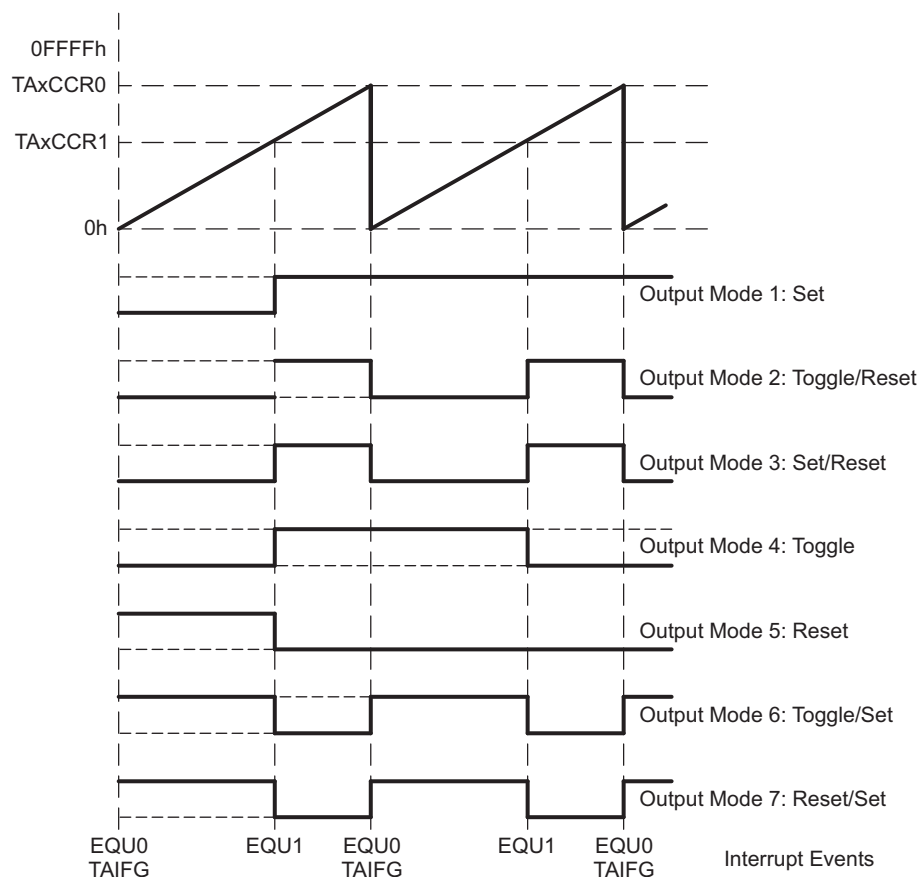 0FFFFh
TAxCCR0
TAxCCR1
0h
Output Mode 1: Set
Output Mode 2: Toggle/Reset
Output Mode 3: Set/Reset
Output Mode 4: Toggle
Output Mode 5: Reset
Output Mode 6: Toggle/Set
Output Mode 7: Reset/Set
EQU0 EQU1 EQU0 EQU1 EQU0
TAIFG TAIFG TAIFG
Interrupt Events